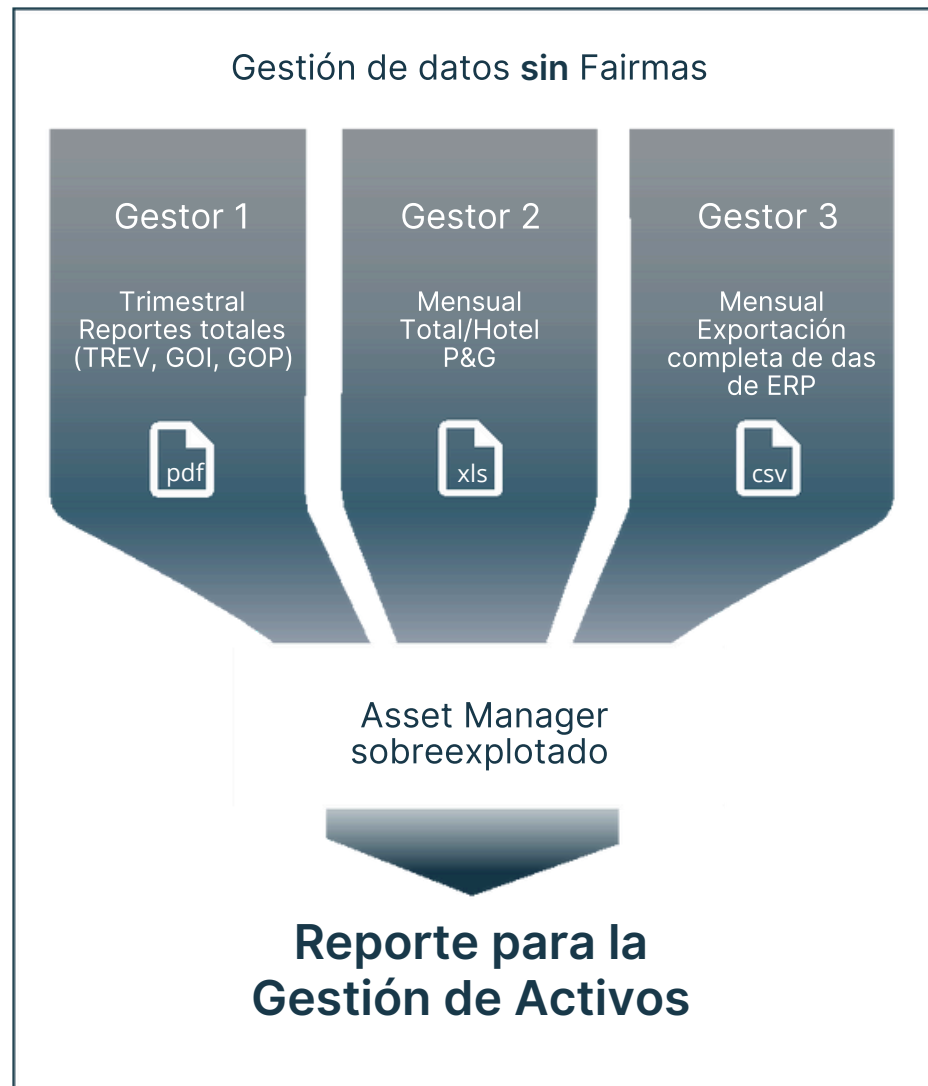 Gestión de datos sin Fairmas
Gestor 1
Trimestral
Reportes totales
(TREV, GOI, GOP)
pdf
Gestor 2
Mensual
Total/Hotel
P&G
xls
Gestor 3
Mensual
Exportación
completa de das
de ERP
csv
Asset Manager
sobreexplotado
Reporte para la
Gestión de Activos